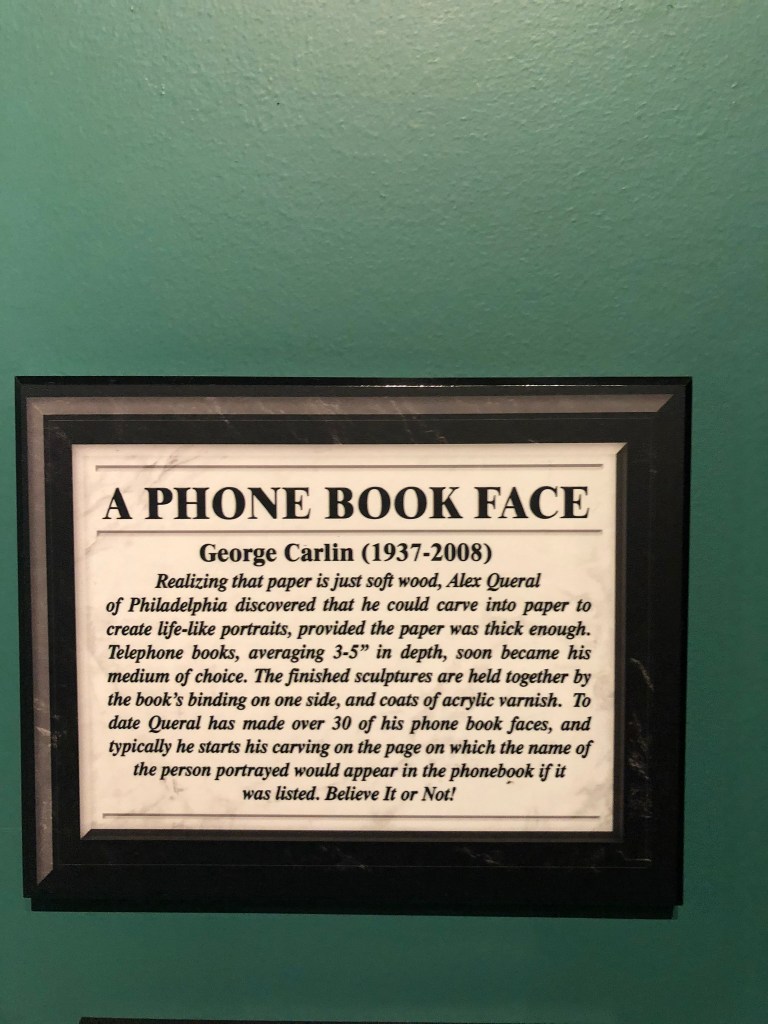 A PHONE BOOK FACE
George Carlin (1937-2008)
Realizing that paper is just soft wood, Alex Queral
of Philadelphia discovered that he could carve into paper to
create life-like portraits, provided the paper was thick enough.
Telephone books, averaging 3-5” in depth, soon became his
medium of choice. The finished sculptures are held together by
the book’s binding on one side, and coats of acrylic varnish. To
date Queral has made over 30 of his phone book faces, and
typically he starts his carving on the page on which the name of
the person portrayed would appear in the phonebook if it
was listed. Believe It or Not!